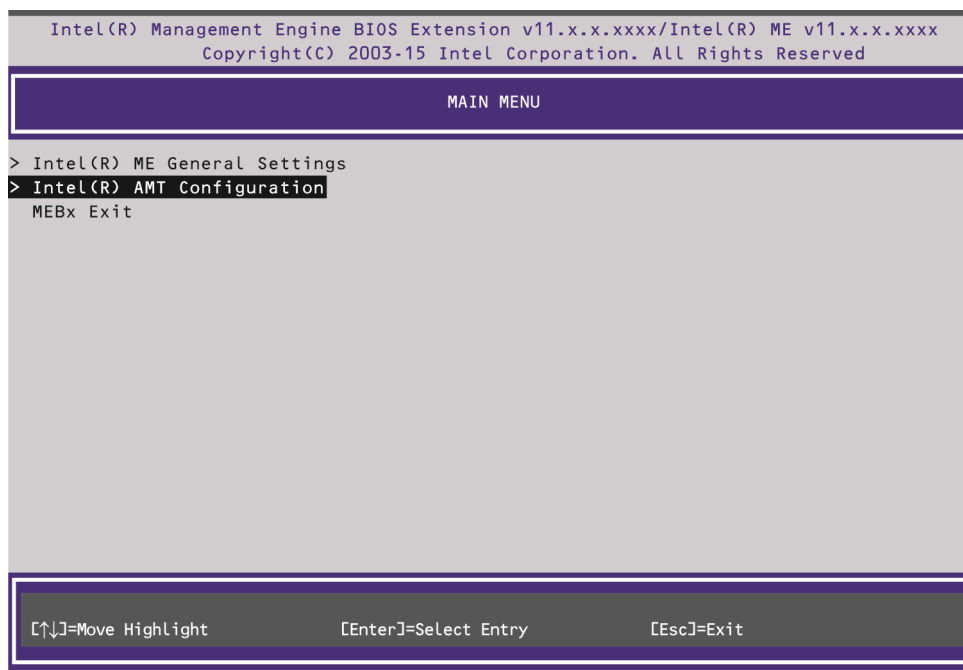 Intel(R) Management Engine BIOS Extension v11.x.x.xxxx/Intel(R) ME v11.x.x.xxxx
Copyright(C) 2003-15 Intel Corporation. All Rights Reserved
MAIN MENU
> Intel(R) ME General Settings
> Intel(R) AMT Configuration
MEBx Exit
[↑↓]=Move Highlight [Enter]=Select Entry [Esc]=Exit